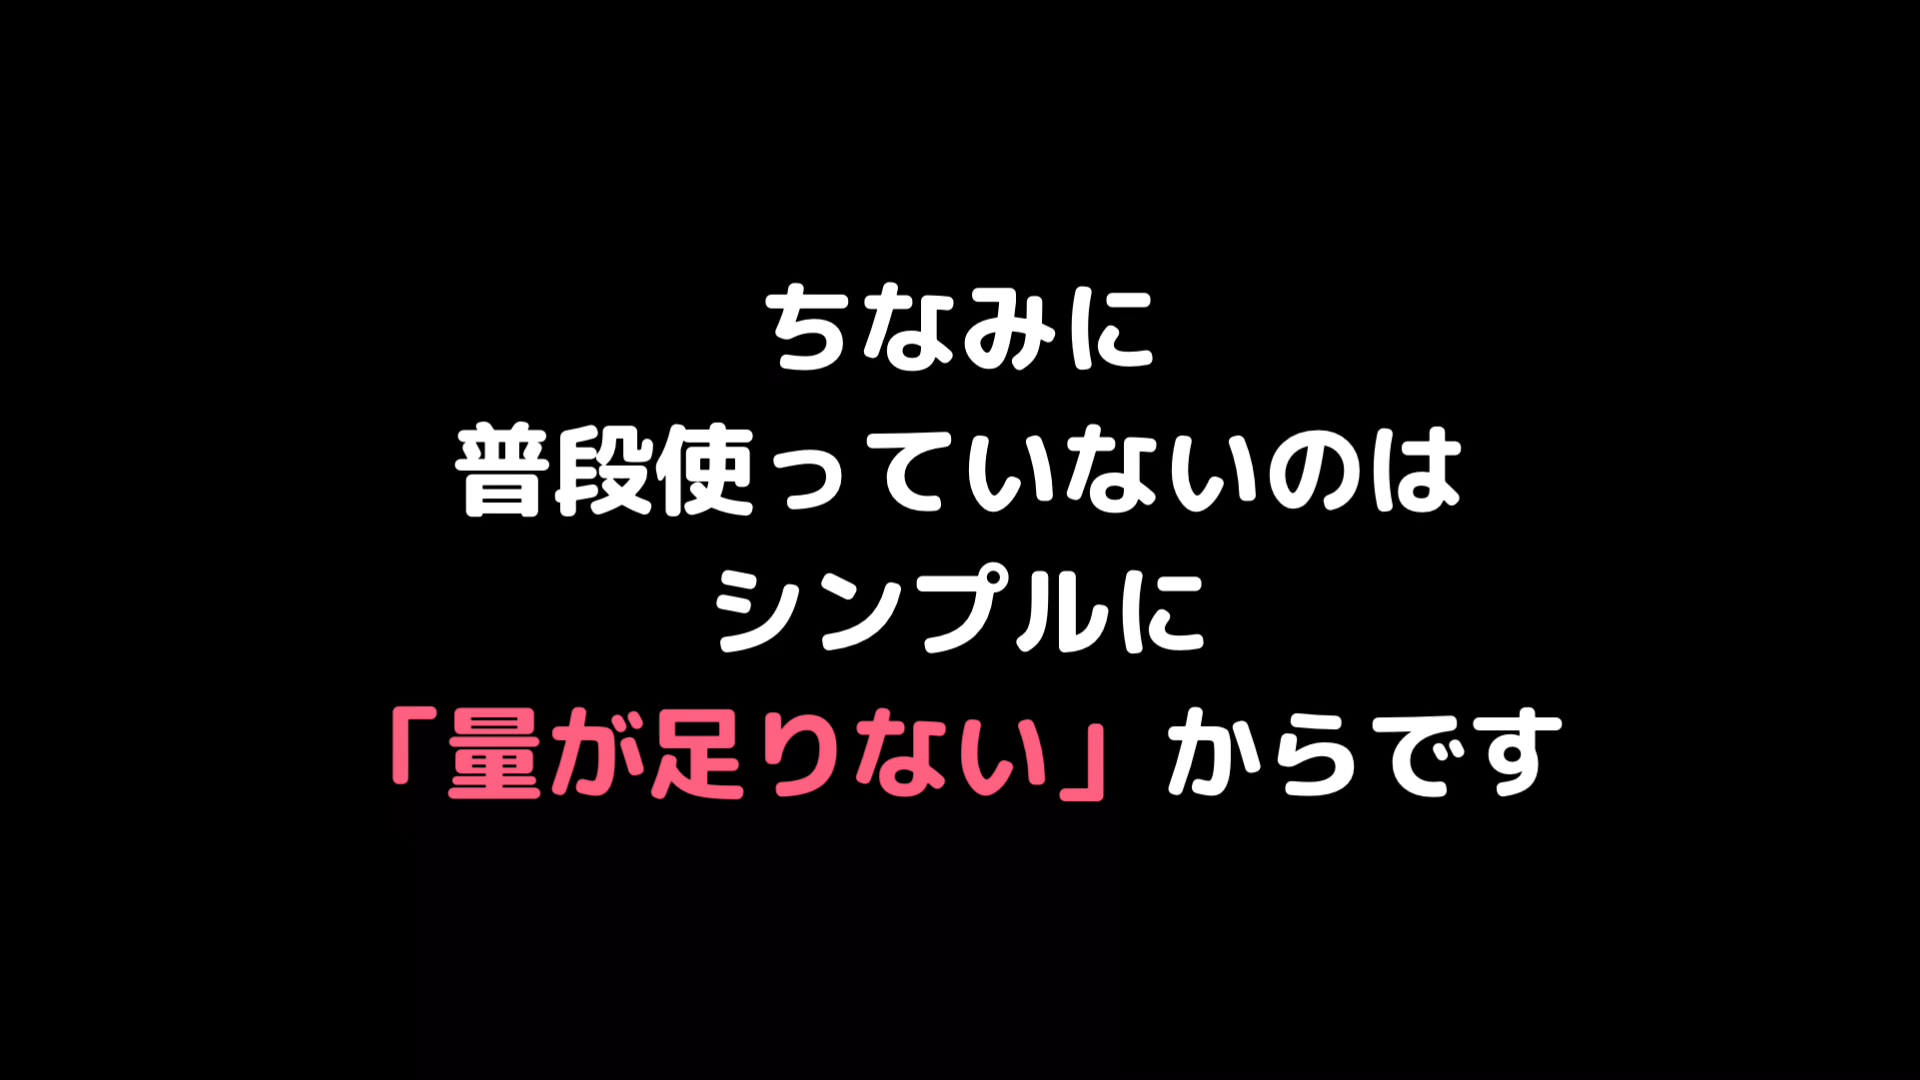 ちなみに
普段使っていないのは
シンプルに
「量が足りない」からです